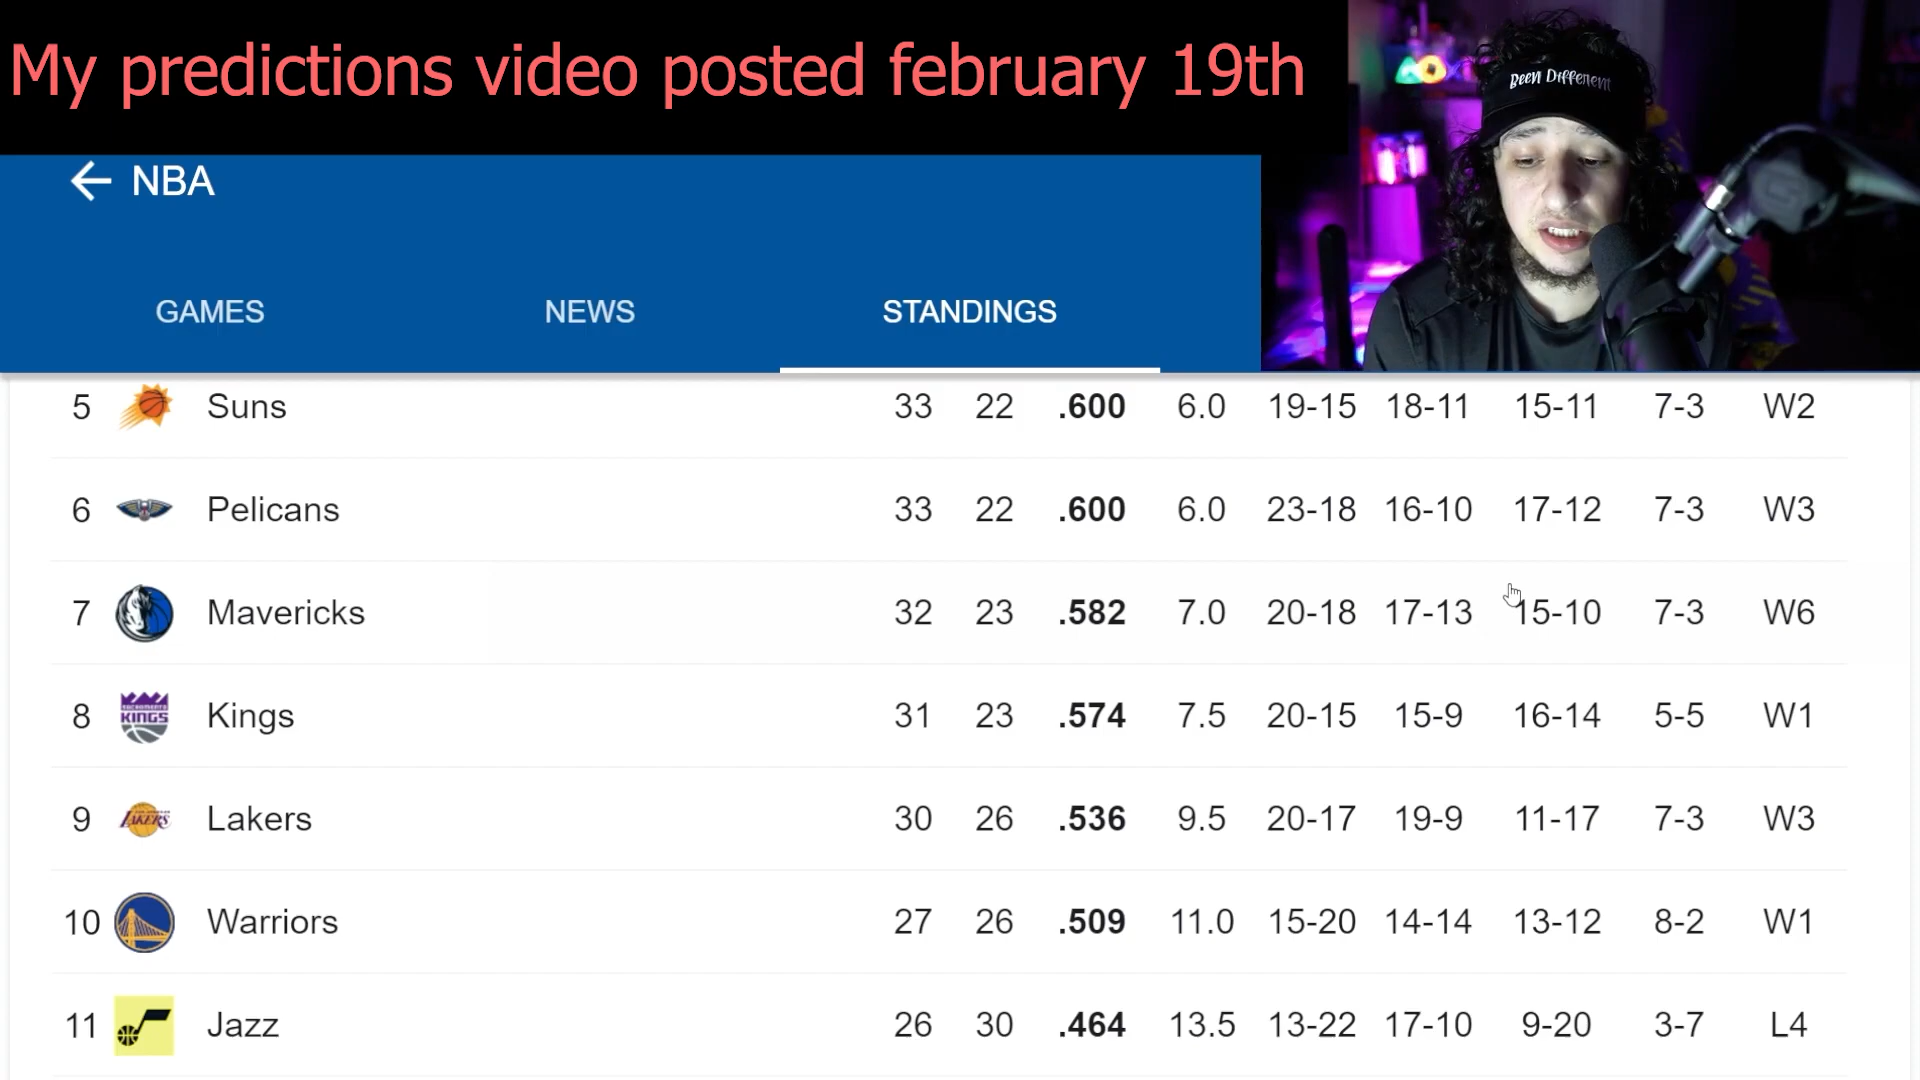 My predictions video posted february 19th
BEEN DIFFERENT
← NBA
GAMES NEWS STANDINGS
5 Suns 33 22 .600 6.0 19-15 18-11 15-11 7-3 W2
6 Pelicans 33 22 .600 6.0 23-18 16-10 17-12 7-3 W3
7 Mavericks 32 23 .582 7.0 20-18 17-13 15-10 7-3 W6
8 SACRAMENTO KINGS Kings 31 23 .574 7.5 20-15 15-9 16-14 5-5 W1
9 LAKERS Lakers 30 26 .536 9.5 20-17 19-9 11-17 7-3 W3
10 Warriors 27 26 .509 11.0 15-20 14-14 13-12 8-2 W1
11 Jazz 26 30 .464 13.5 13-22 17-10 9-20 3-7 L4